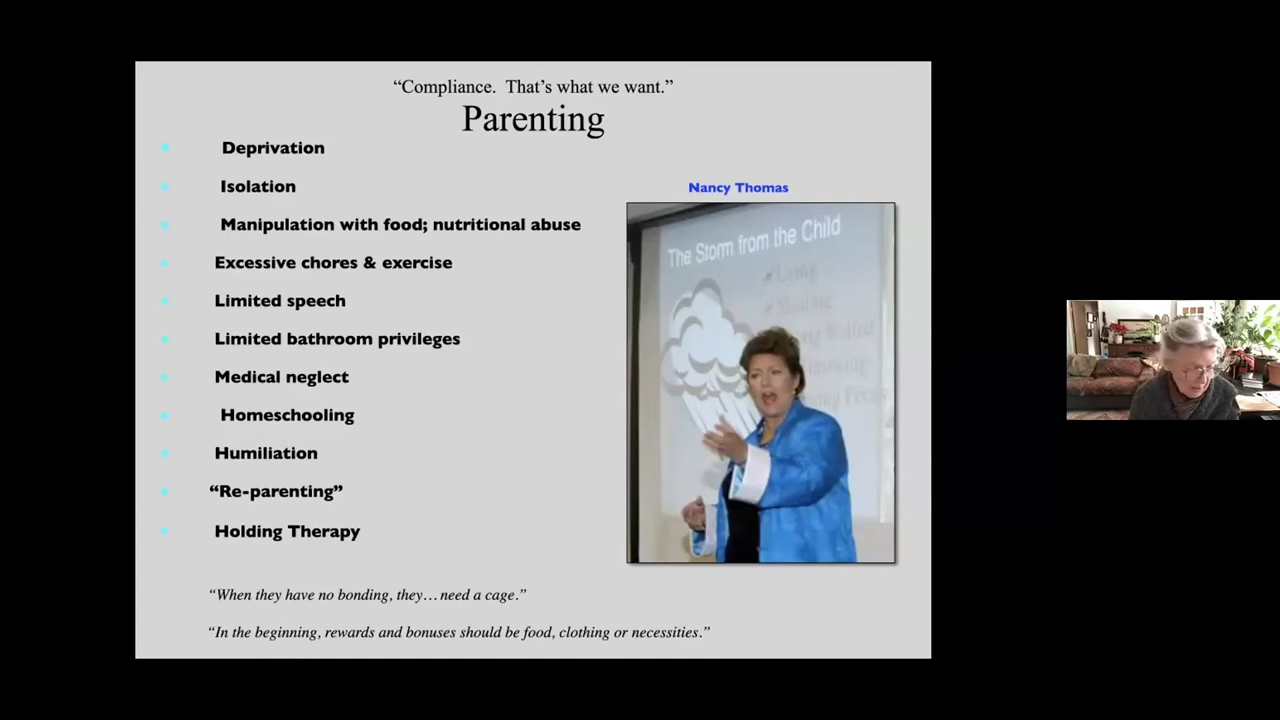 “Compliance.  That’s what we want.”
Parenting
Deprivation
Isolation
Manipulation with food; nutritional abuse
Excessive chores & exercise
Limited speech
Limited bathroom privileges
Medical neglect
Homeschooling
Humiliation
“Re-parenting”
Holding Therapy
Nancy Thomas
The Storm from the Child
Lying
Stealing
“When they have no bonding, they… need a cage.”
“In the beginning, rewards and bonuses should be food, clothing or necessities.”